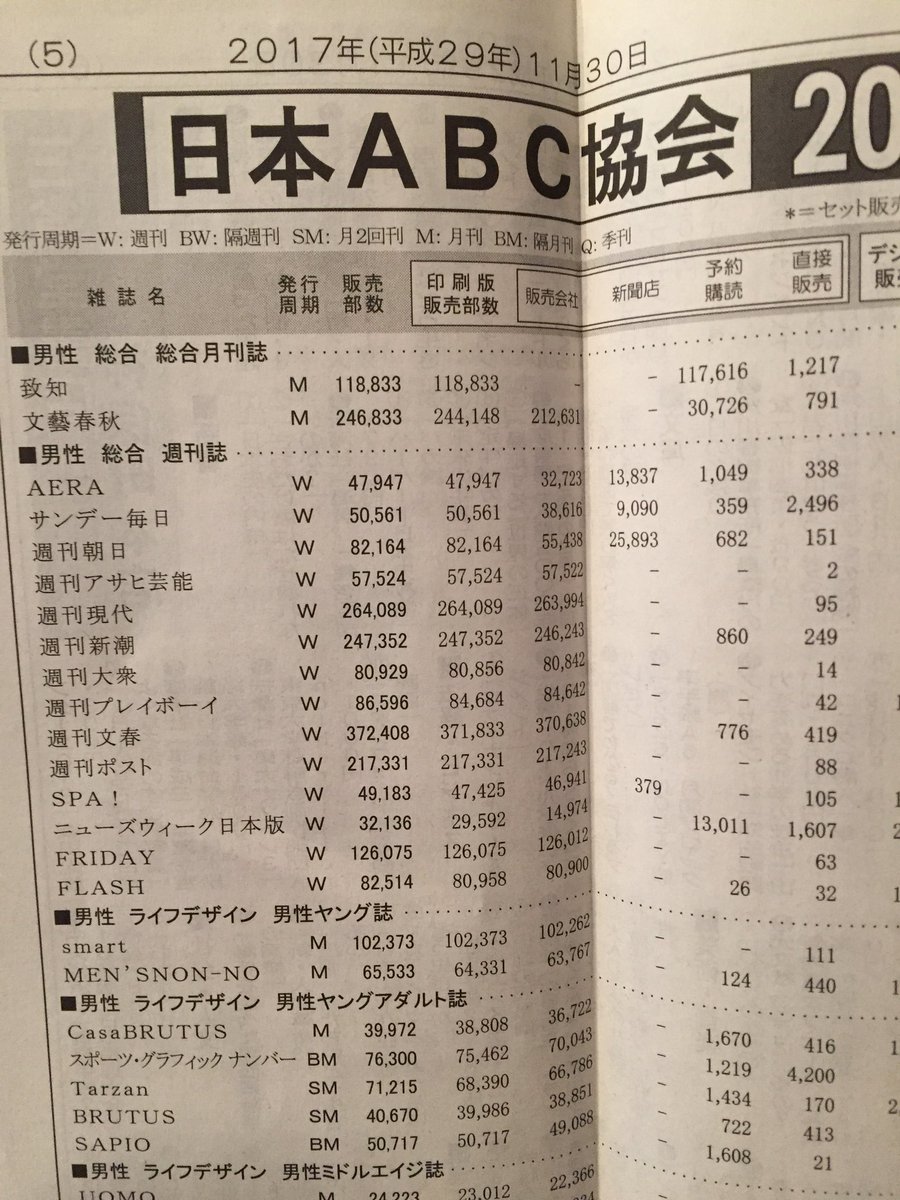 (5) 2017年(平成29年)11月30日
日本ABC協会 20
*=セット販売
発行周期=W: 週刊 BW: 隔週刊 SM: 月2回刊 M: 月刊 BM: 隔月刊 Q: 季刊
雑誌名 発行周期 販売部数 印刷版販売部数 販売会社 新聞店 予約購読 直接販売 デジ販売
■男性 総合 総合月刊誌
致知 M 118,833 118,833 - - 117,616 1,217
文藝春秋 M 246,833 244,148 212,631 - 30,726 791
■男性 総合 週刊誌
AERA W 47,947 47,947 32,723 13,837 1,049 338
サンデー毎日 W 50,561 50,561 38,616 9,090 359 2,496
週刊朝日 W 82,164 82,164 55,438 25,893 682 151
週刊アサヒ芸能 W 57,524 57,524 57,522 - - 2
週刊現代 W 264,089 264,089 263,994 - - 95
週刊新潮 W 247,352 247,352 246,243 - 860 249
週刊大衆 W 80,929 80,856 80,842 - - 14
週刊プレイボーイ W 86,596 84,684 84,642 - - 42
週刊文春 W 372,408 371,833 370,638 - 776 419
週刊ポスト W 217,331 217,331 217,243 - - 88
SPA! W 49,183 47,425 46,941 379 - 105
ニューズウィーク日本版 W 32,136 29,592 14,974 - 13,011 1,607
FRIDAY W 126,075 126,075 126,012 - - 63
FLASH W 82,514 80,958 80,900 - 26 32
■男性 ライフデザイン 男性ヤング誌
smart M 102,373 102,373 102,262 - - 111
MEN'SNON-NO M 65,533 64,331 63,767 - 124 440
■男性 ライフデザイン 男性ヤングアダルト誌
CasaBRUTUS M 39,972 38,808 36,722 - 1,670 416
スポーツ・グラフィック ナンバー BM 76,300 75,462 70,043 - 1,219 4,200
Tarzan SM 71,215 68,390 66,786 - 1,434 170
BRUTUS SM 40,670 39,986 38,851 - 722 413
SAPIO BM 50,717 50,717 49,088 - 1,608 21
■男性 ライフデザイン 男性ミドルエイジ誌
UOMO M 24,223 23,012 22,366